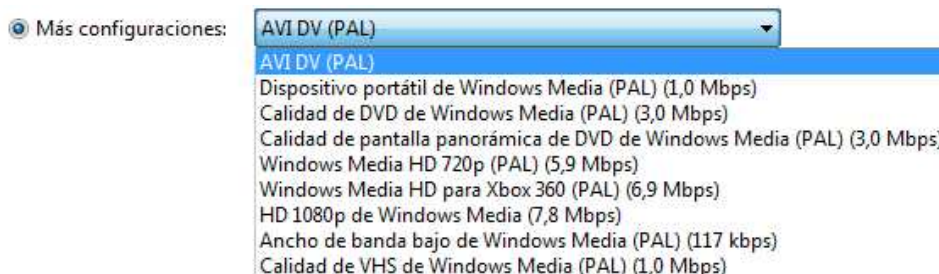 Más configuraciones: AVI DV (PAL)
AVI DV (PAL)
Dispositivo portátil de Windows Media (PAL) (1,0 Mbps)
Calidad de DVD de Windows Media (PAL) (3,0 Mbps)
Calidad de pantalla panorámica de DVD de Windows Media (PAL) (3,0 Mbps)
Windows Media HD 720p (PAL) (5,9 Mbps)
Windows Media HD para Xbox 360 (PAL) (6,9 Mbps)
HD 1080p de Windows Media (7,8 Mbps)
Ancho de banda bajo de Windows Media (PAL) (117 kbps)
Calidad de VHS de Windows Media (PAL) (1,0 Mbps)